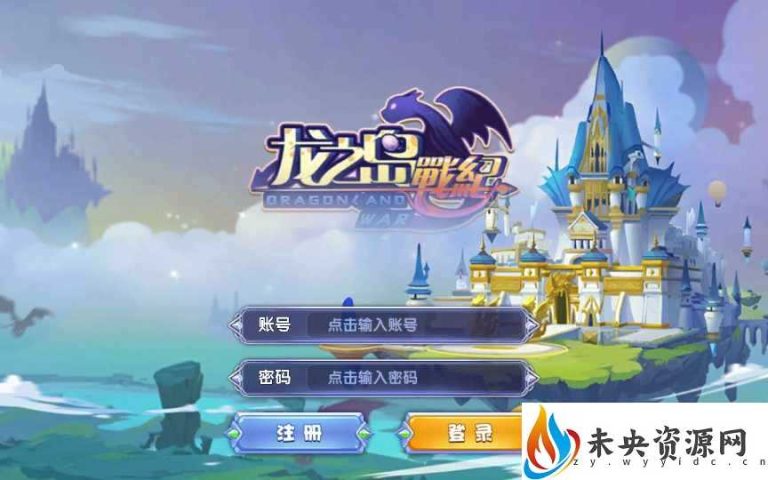 龙之岛戰紀
DRAGON LAND
WAR
账号 点击输入账号
密码 点击输入密码
注册 登录
未央资源网
zy.wyyidc.cn